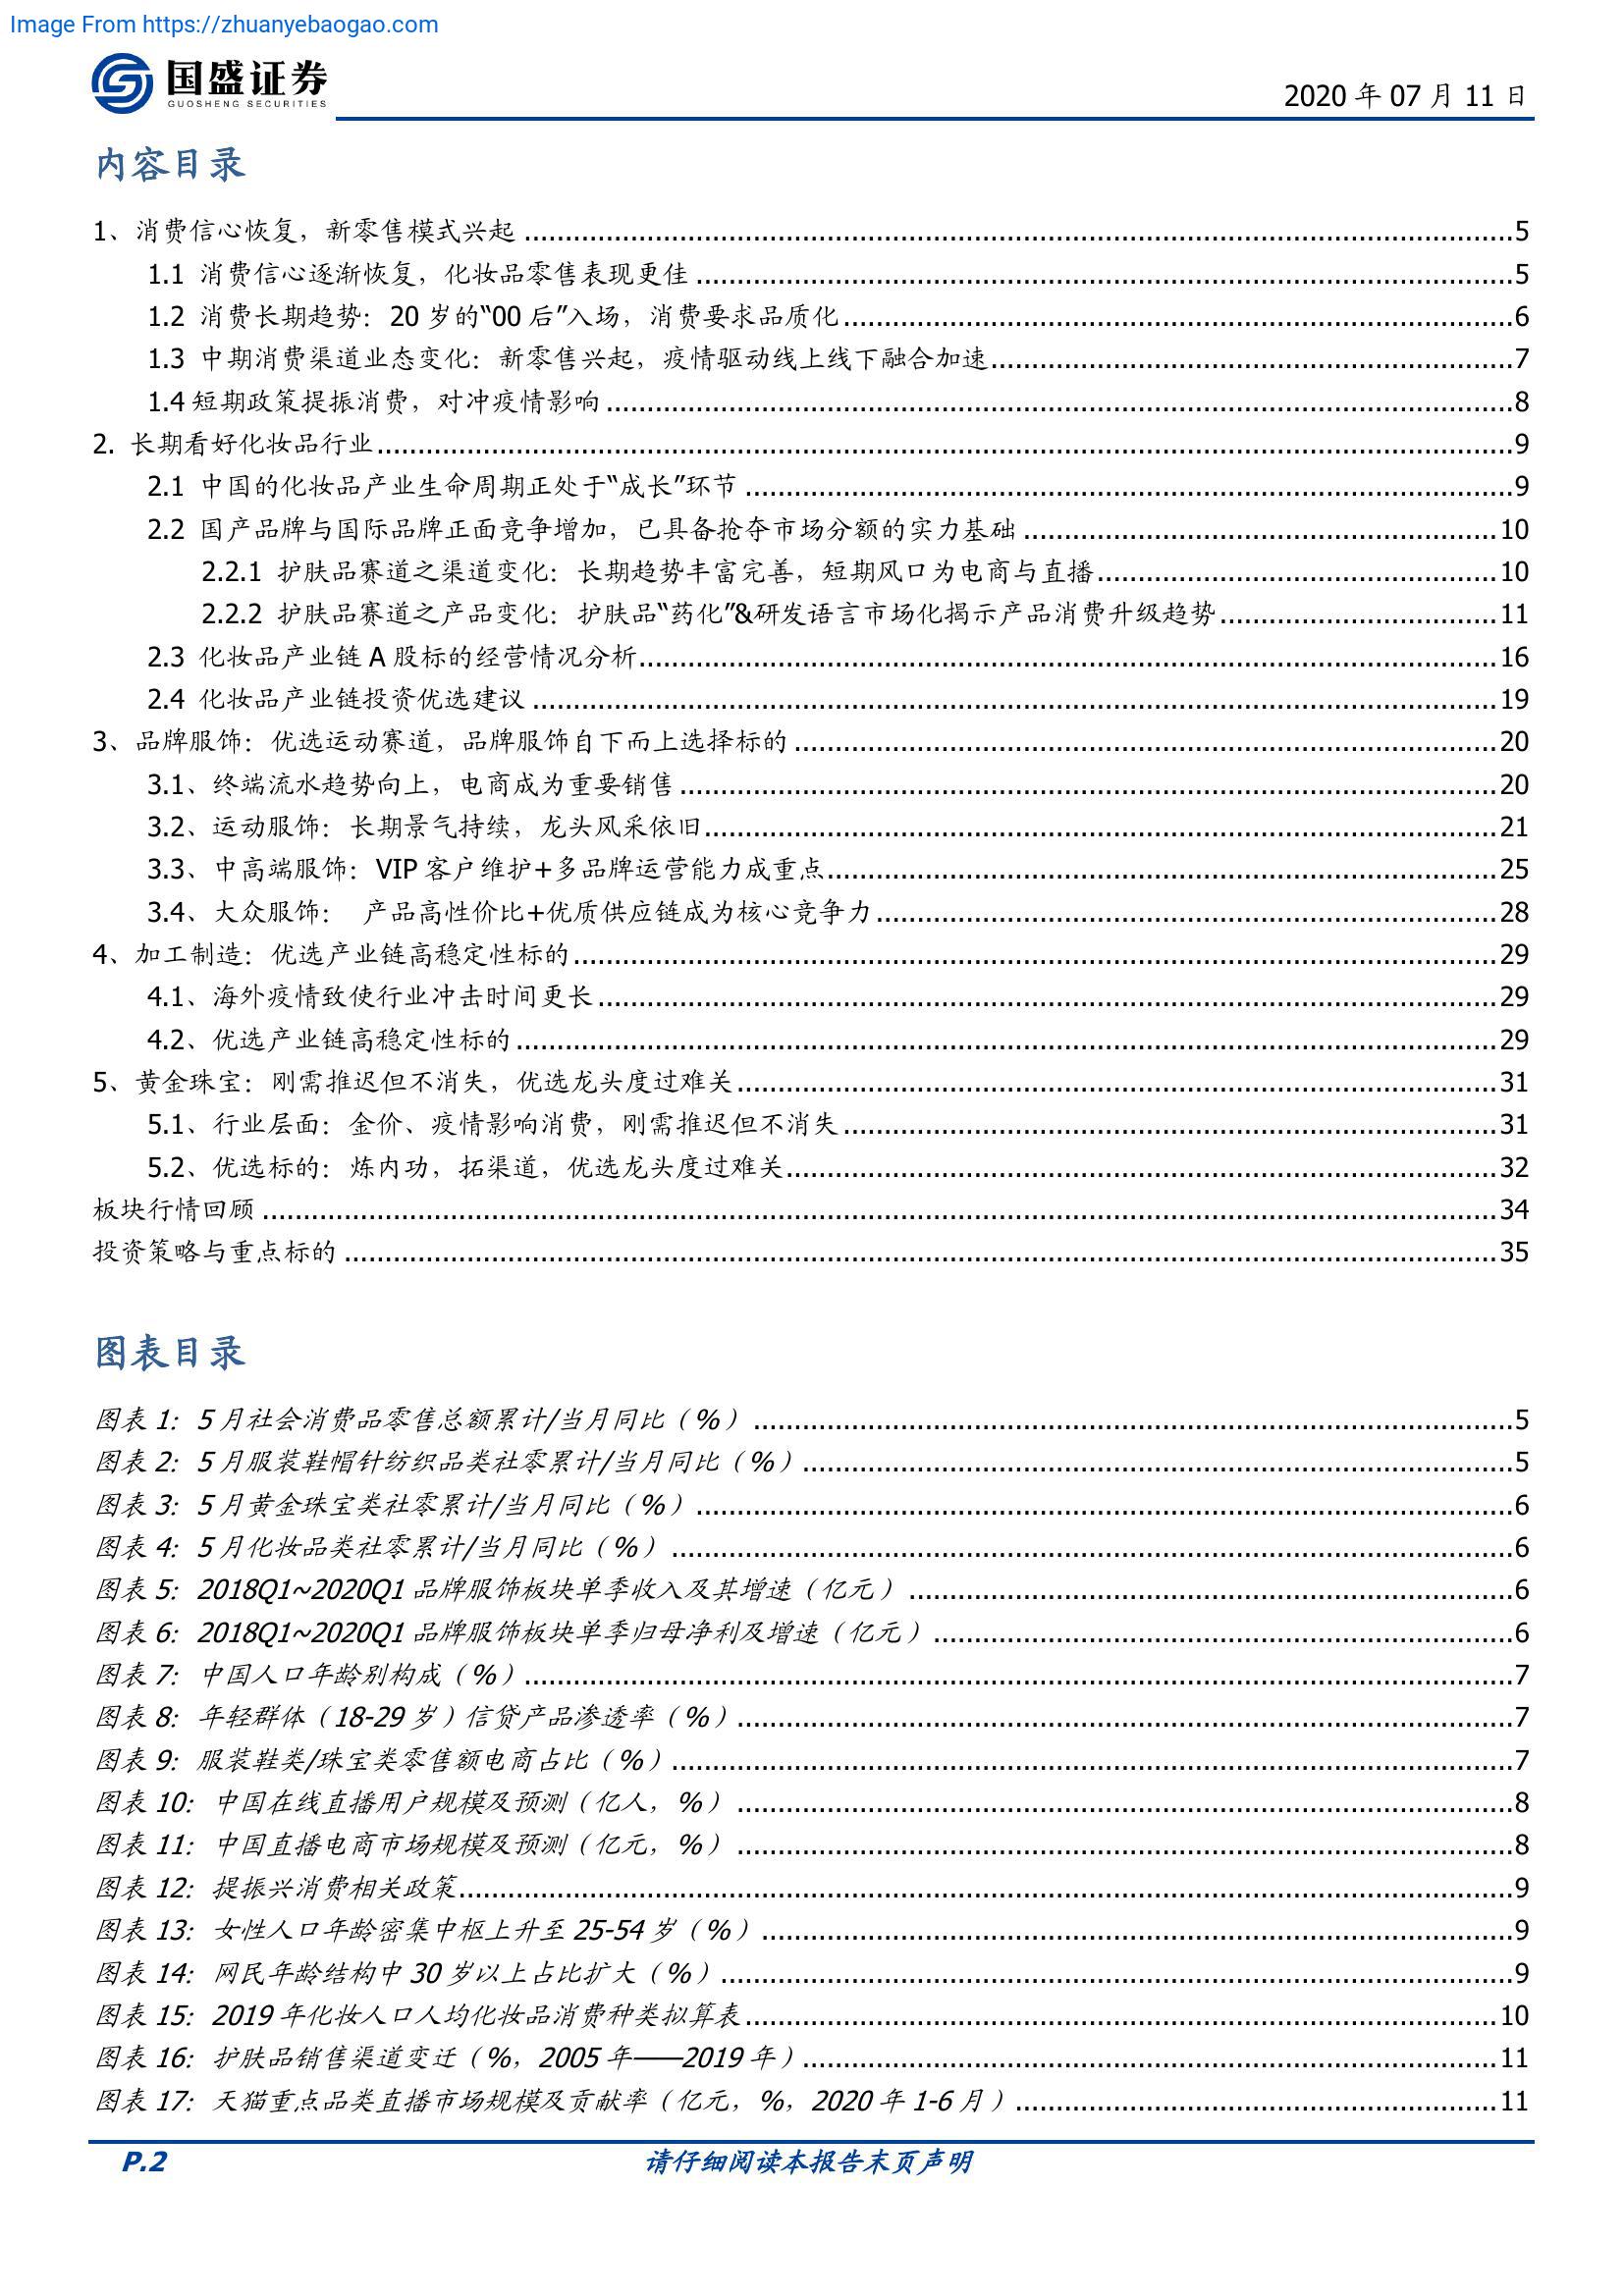 Image From https://zhuanyebaogao.com
国盛证券
GUOSHENG SECURITIES
2020 年 07 月 11 日
内容目录
1、消费信心恢复，新零售模式兴起 ........ 5
1.1 消费信心逐渐恢复，化妆品零售表现更佳 ........ 5
1.2 消费长期趋势：20 岁的“00 后”入场，消费要求品质化 ........ 6
1.3 中期消费渠道业态变化：新零售兴起，疫情驱动线上线下融合加速 ........ 7
1.4 短期政策提振消费，对冲疫情影响 ........ 8
2. 长期看好化妆品行业 ........ 9
2.1 中国的化妆品产业生命周期正处于“成长”环节 ........ 9
2.2 国产品牌与国际品牌正面竞争增加，已具备抢夺市场分额的实力基础 ........ 10
2.2.1 护肤品赛道之渠道变化：长期趋势丰富完善，短期风口为电商与直播 ........ 10
2.2.2 护肤品赛道之产品变化：护肤品“药化”&研发语言市场化揭示产品消费升级趋势 ........ 11
2.3 化妆品产业链 A 股标的经营情况分析 ........ 16
2.4 化妆品产业链投资优选建议 ........ 19
3、品牌服饰：优选运动赛道，品牌服饰自下而上选择标的 ........ 20
3.1、终端流水趋势向上，电商成为重要销售 ........ 20
3.2、运动服饰：长期景气持续，龙头风采依旧 ........ 21
3.3、中高端服饰：VIP 客户维护+多品牌运营能力成重点 ........ 25
3.4、大众服饰： 产品高性价比+优质供应链成为核心竞争力 ........ 28
4、加工制造：优选产业链高稳定性标的 ........ 29
4.1、海外疫情致使行业冲击时间更长 ........ 29
4.2、优选产业链高稳定性标的 ........ 29
5、黄金珠宝：刚需推迟但不消失，优选龙头度过难关 ........ 31
5.1、行业层面：金价、疫情影响消费，刚需推迟但不消失 ........ 31
5.2、优选标的：炼内功，拓渠道，优选龙头度过难关 ........ 32
板块行情回顾 ........ 34
投资策略与重点标的 ........ 35
图表目录
图表 1：5 月社会消费品零售总额累计/当月同比（%） ........ 5
图表 2：5 月服装鞋帽针纺织品类社零累计/当月同比（%） ........ 5
图表 3：5 月黄金珠宝类社零累计/当月同比（%） ........ 6
图表 4：5 月化妆品类社零累计/当月同比（%） ........ 6
图表 5：2018Q1~2020Q1 品牌服饰板块单季收入及其增速（亿元） ........ 6
图表 6：2018Q1~2020Q1 品牌服饰板块单季归母净利及增速（亿元） ........ 6
图表 7：中国人口年龄别构成（%） ........ 7
图表 8：年轻群体（18-29 岁）信贷产品渗透率（%） ........ 7
图表 9：服装鞋类/珠宝类零售额电商占比（%） ........ 7
图表 10：中国在线直播用户规模及预测（亿人，%） ........ 8
图表 11：中国直播电商市场规模及预测（亿元，%） ........ 8
图表 12：提振兴消费相关政策 ........ 9
图表 13：女性人口年龄密集中枢上升至 25-54 岁（%） ........ 9
图表 14：网民年龄结构中 30 岁以上占比扩大（%） ........ 9
图表 15：2019 年化妆人口人均化妆品消费种类拟算表 ........ 10
图表 16：护肤品销售渠道变迁（%，2005 年——2019 年） ........ 11
图表 17：天猫重点品类直播市场规模及贡献率（亿元，%，2020 年 1-6 月） ........ 11
P.2
请仔细阅读本报告末页声明